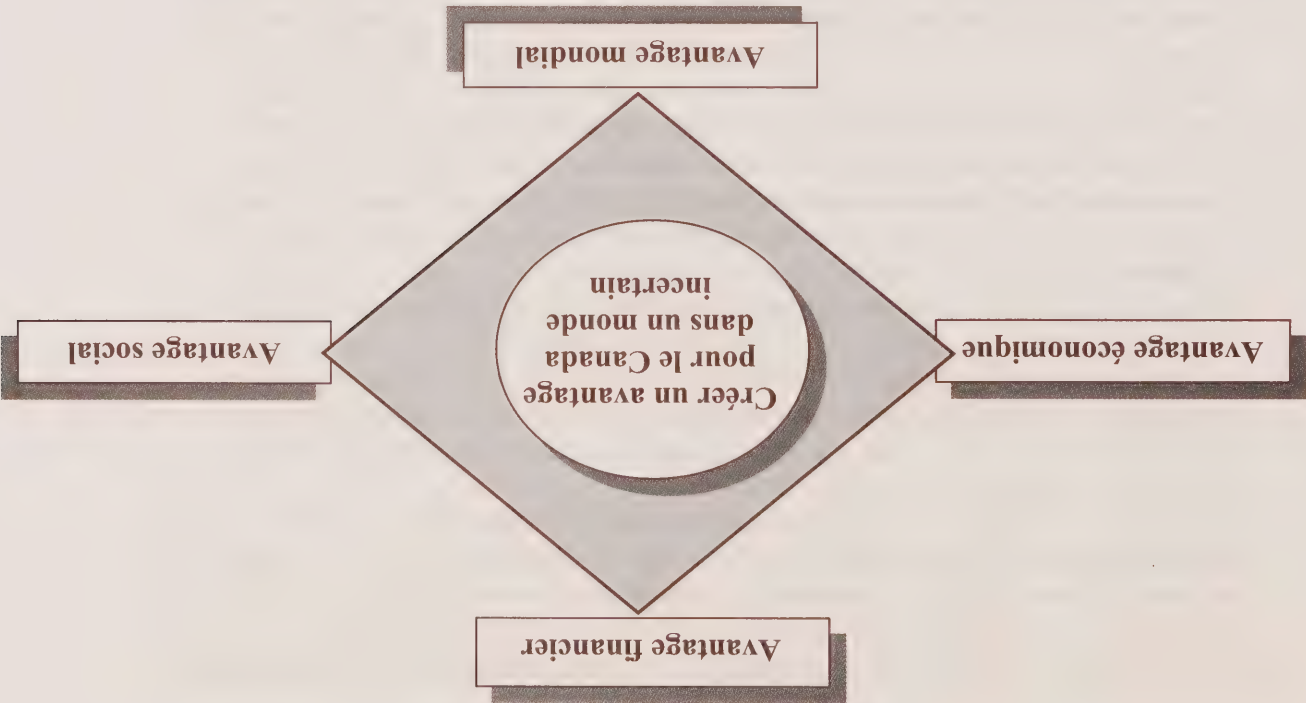 Avantage financier
Avantage économique
Créer un avantage
pour le Canada
dans un monde
incertain
Avantage social
Avantage mondial